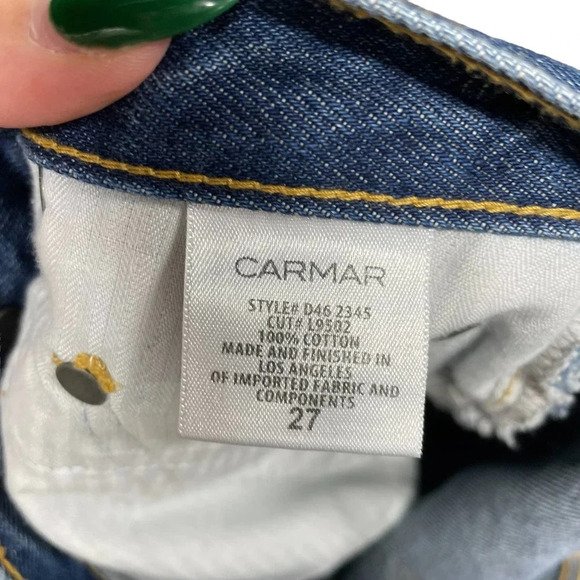 CARMAR
STYLE# D46 2345
CUT# L9502
100% COTTON
MADE AND FINISHED IN
LOS ANGELES
OF IMPORTED FABRIC AND
COMPONENTS
27